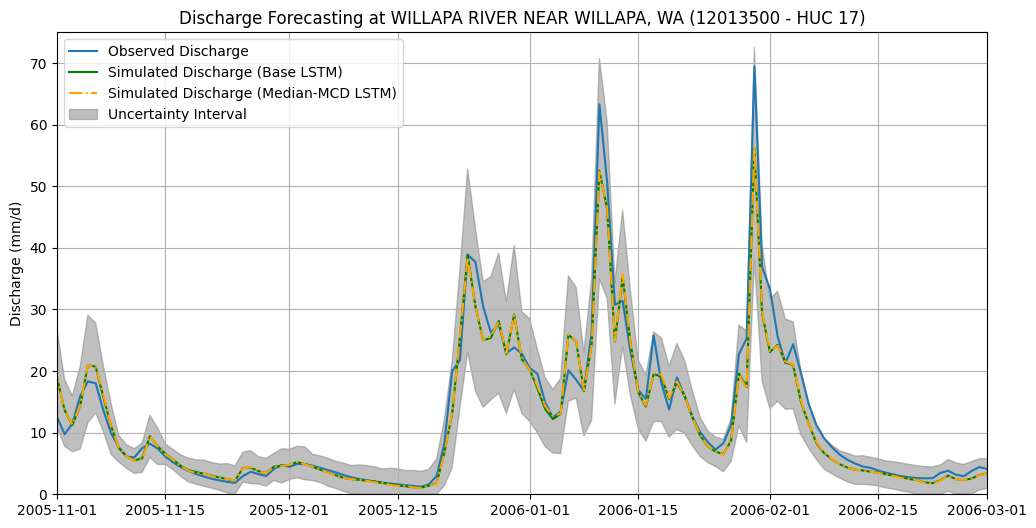 Discharge Forecasting at WILLAPA RIVER NEAR WILLAPA, WA (12013500 - HUC 17)
Observed Discharge
Simulated Discharge (Base LSTM)
Simulated Discharge (Median-MCD LSTM)
Uncertainty Interval
Discharge (mm/d)
70
60
50
40
30
20
10
0
2005-11-01
2005-11-15
2005-12-01
2005-12-15
2006-01-01
2006-01-15
2006-02-01
2006-02-15
2006-03-01